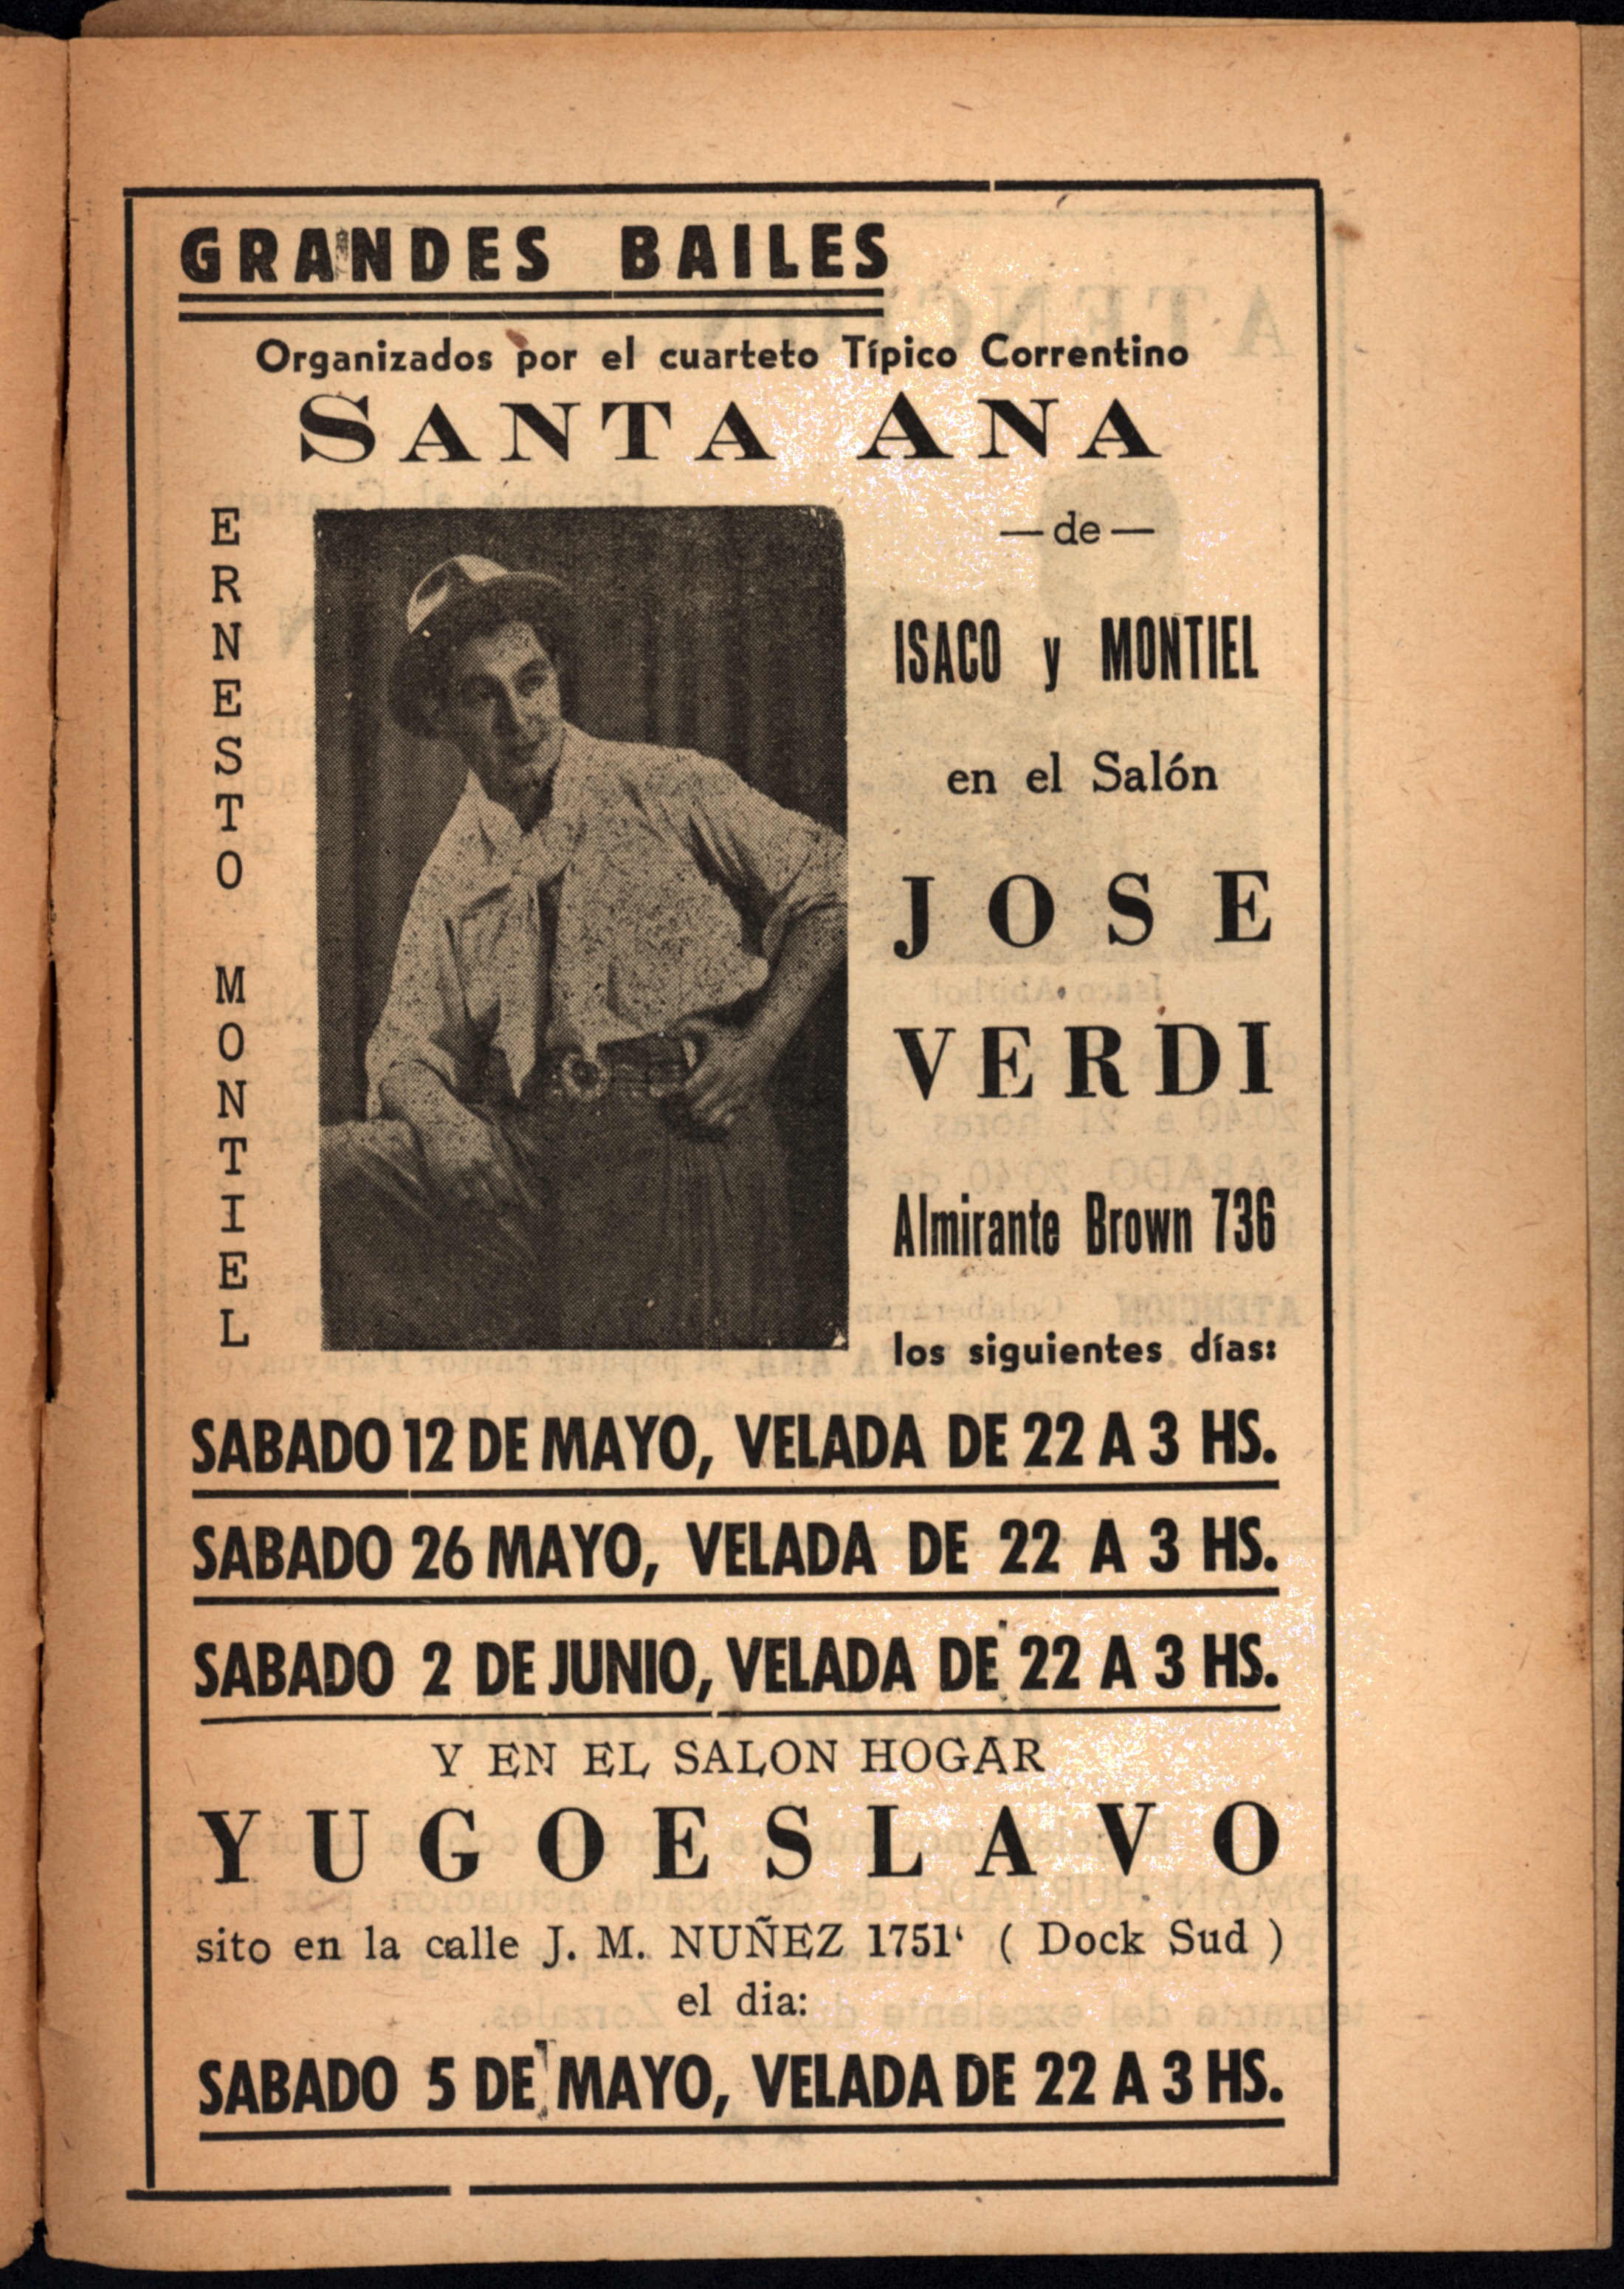 GRANDES BAILES
Organizados por el cuarteto Típico Correntino
SANTA ANA
ERNESTO MONTIEL
— de —
ISACO y MONTIEL
en el Salón
JOSE
VERDI
Almirante Brown 736
los siguientes días:
SABADO 12 DE MAYO, VELADA DE 22 A 3 HS.
SABADO 26 MAYO, VELADA DE 22 A 3 HS.
SABADO 2 DE JUNIO, VELADA DE 22 A 3 HS.
Y EN EL SALON HOGAR
YUGOESLAVO
sito en la calle J. M. NUÑEZ 1751‘ ( Dock Sud )
el dia:
SABADO 5 DE MAYO, VELADA DE 22 A 3 HS.